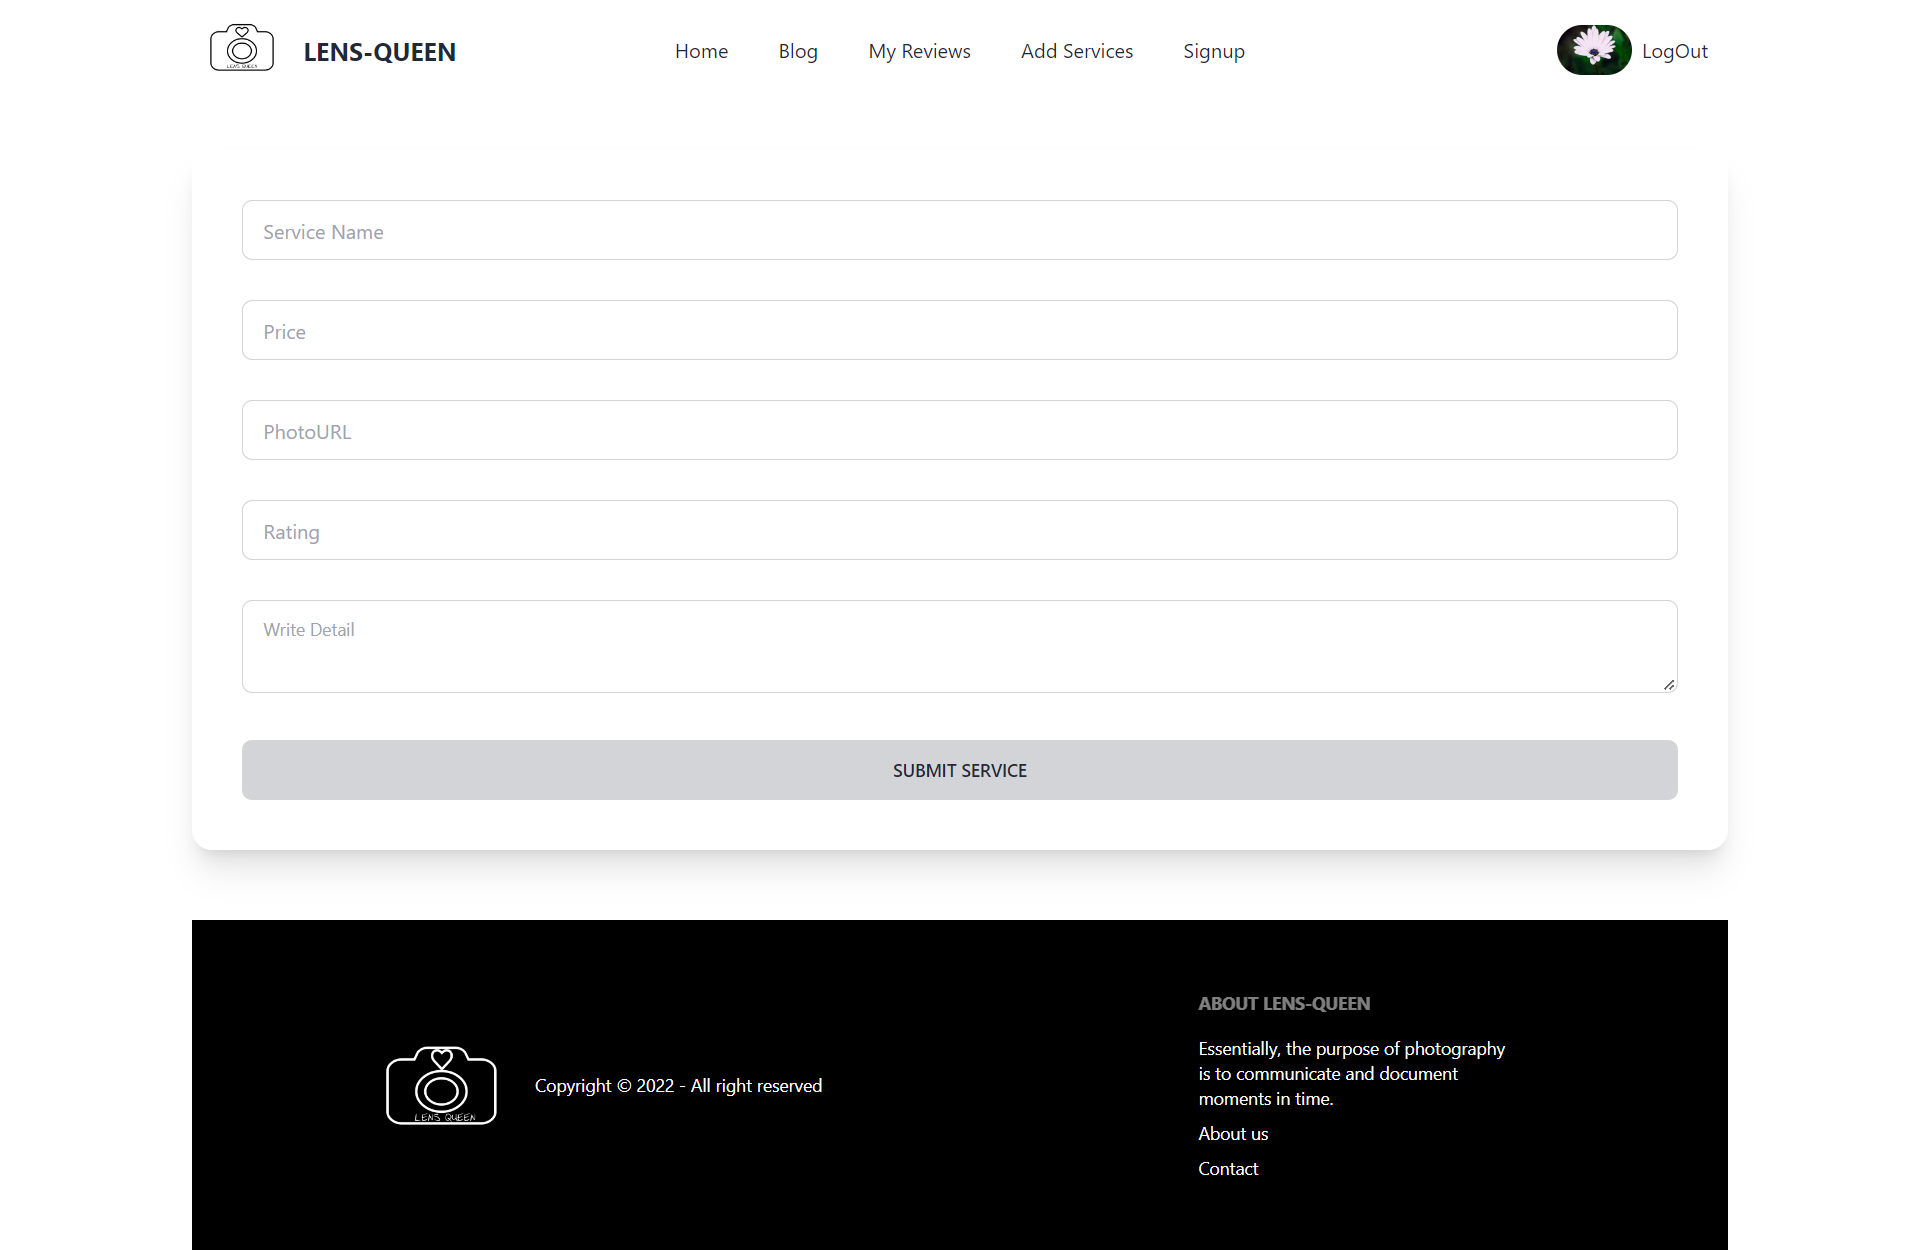 LENS QUEEN
LENS-QUEEN
Home
Blog
My Reviews
Add Services
Signup
LogOut
Service Name
Price
PhotoURL
Rating
Write Detail
SUBMIT SERVICE
LENS QUEEN
Copyright © 2022 - All right reserved
ABOUT LENS-QUEEN
Essentially, the purpose of photography
is to communicate and document
moments in time.
About us
Contact